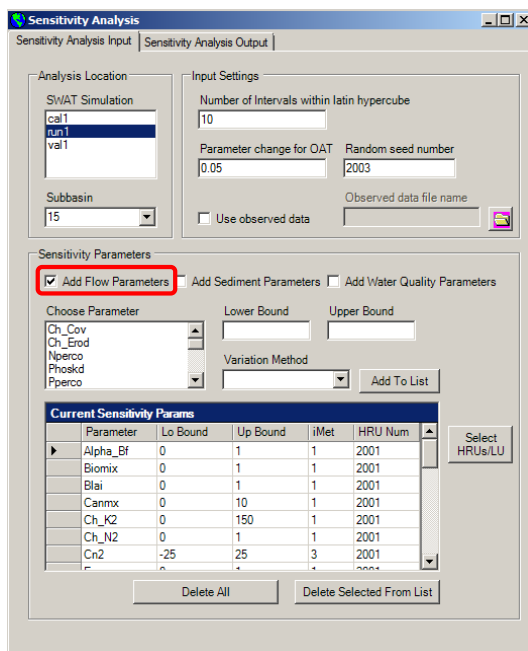 Sensitivity Analysis
Sensitivity Analysis Input Sensitivity Analysis Output
Analysis Location Input Settings
SWAT Simulation Number of Intervals within latin hypercube
cal1 10
run1
val1 Parameter change for OAT Random seed number
0.05 2003
Subbasin Observed data file name
15 Use observed data
Sensitivity Parameters
Add Flow Parameters Add Sediment Parameters Add Water Quality Parameters
Choose Parameter Lower Bound Upper Bound
Ch_Cov
Ch_Erod
Nperco Variation Method
Phoskd
Pperco Add To List
Current Sensitivity Params
Parameter Lo Bound Up Bound iMet HRU Num
Select
HRUs/LU
Alpha_Bf 0 1 1 2001
Biomix 0 1 1 2001
Blai 0 1 1 2001
Canmx 0 10 1 2001
Ch_K2 0 150 1 2001
Ch_N2 0 1 1 2001
Cn2 -25 25 3 2001
Delete All Delete Selected From List